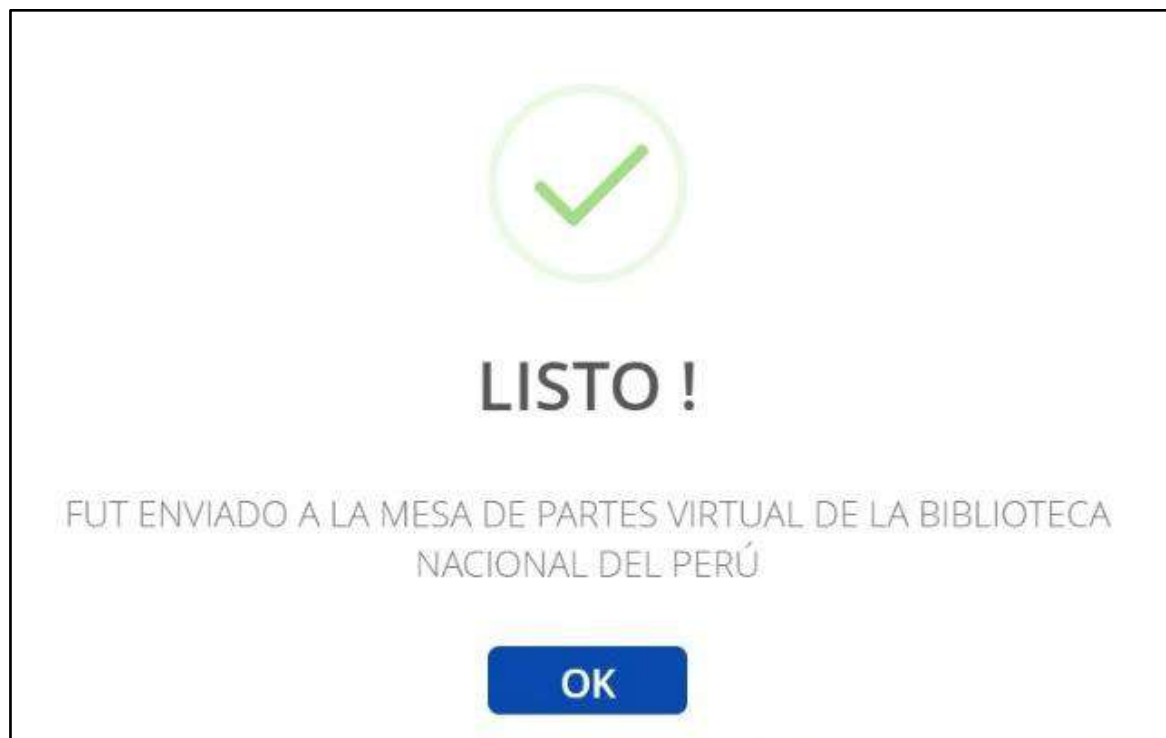 LISTO !
FUT ENVIADO A LA MESA DE PARTES VIRTUAL DE LA BIBLIOTECA
NACIONAL DEL PERÚ
OK